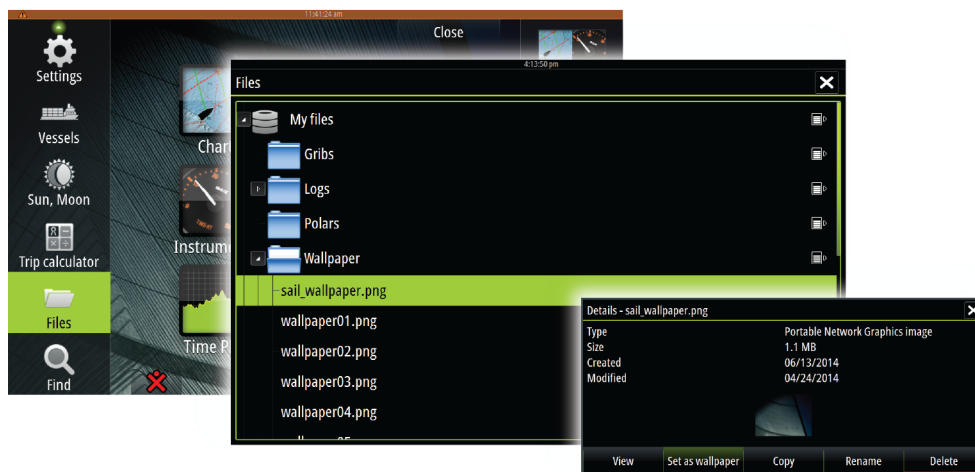 11:41:24 am
Close
Settings
Vessels
Sun, Moon
Trip calculator
Files
Find
Instrum
Time P
4:13:50 pm
Files
My files
Gribs
Logs
Polars
Wallpaper
sail_wallpaper.png
wallpaper01.png
wallpaper02.png
wallpaper03.png
wallpaper04.png
Details - sail_wallpaper.png
Type Portable Network Graphics image
Size 1.1 MB
Created 06/13/2014
Modified 04/24/2014
View Set as wallpaper Copy Rename Delete